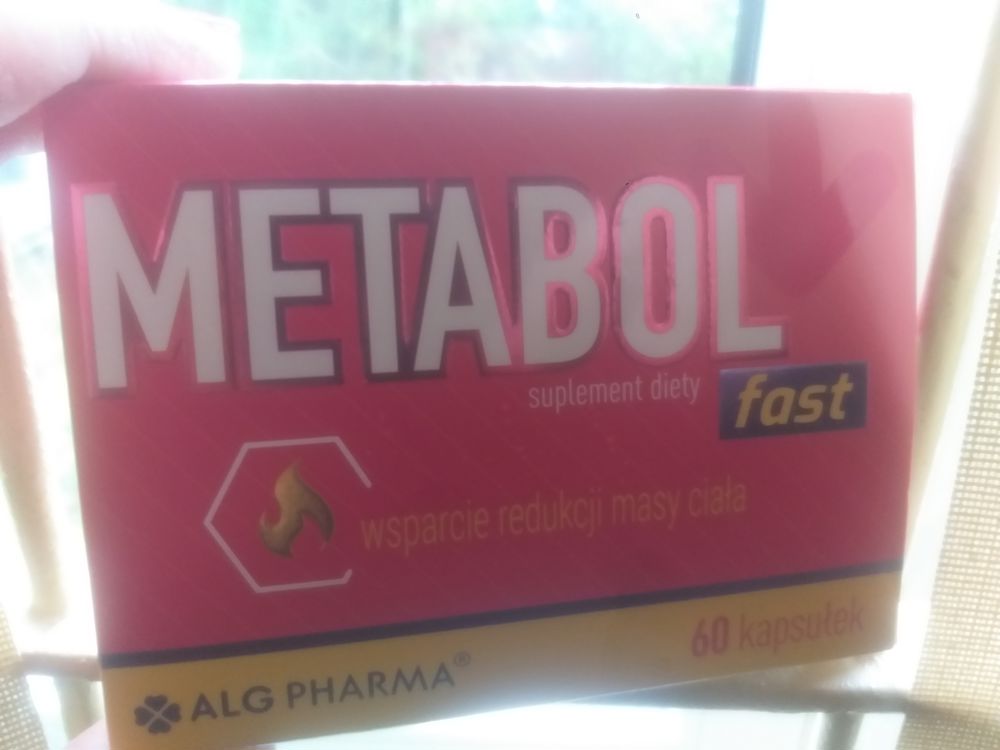 METABOL
suplement diety
fast
wsparcie redukcji masy ciała
60 kapsułek
ALG PHARMA®